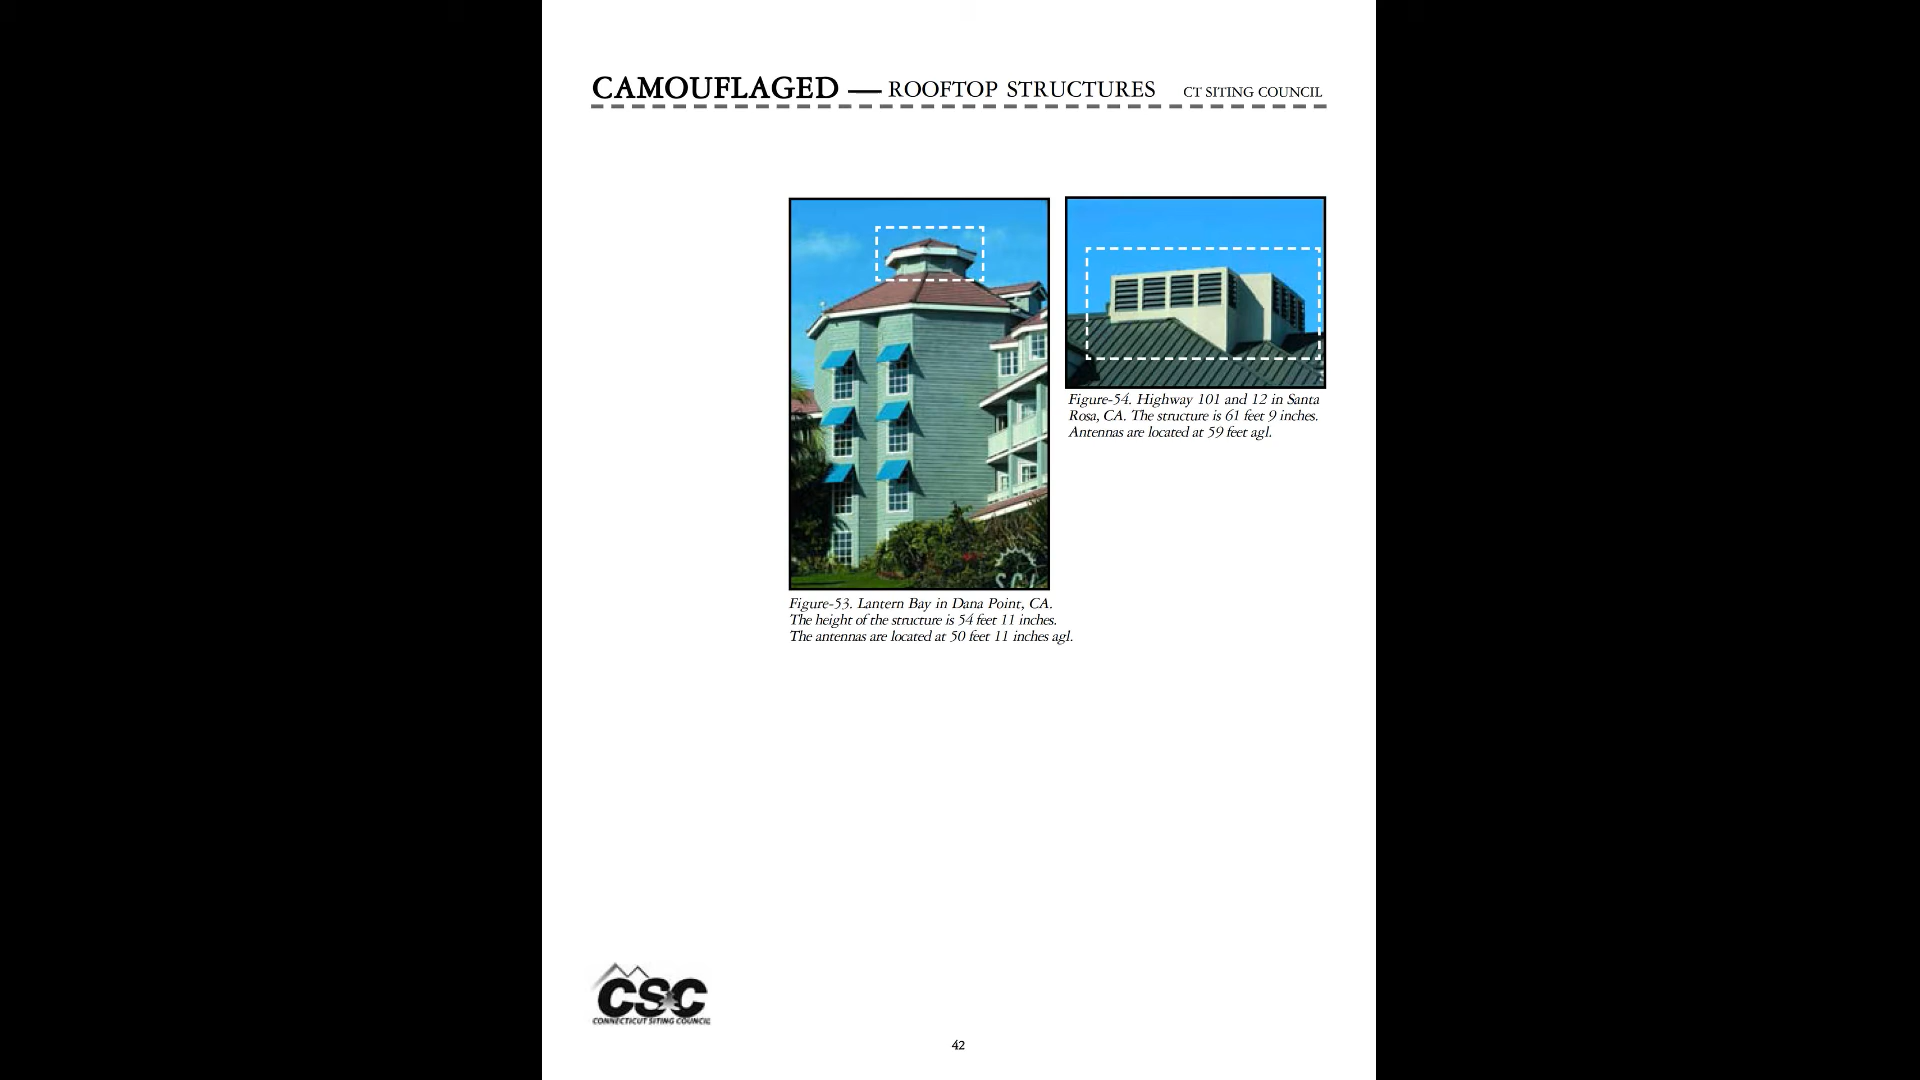 CAMOUFLAGED — ROOFTOP STRUCTURES CT SITING COUNCIL
Figure-54. Highway 101 and 12 in Santa
Rosa, CA. The structure is 61 feet 9 inches.
Antennas are located at 59 feet agl.
Figure-53. Lantern Bay in Dana Point, CA.
The height of the structure is 54 feet 11 inches.
The antennas are located at 50 feet 11 inches agl.
CSC
CONNECTICUT SITING COUNCIL
42